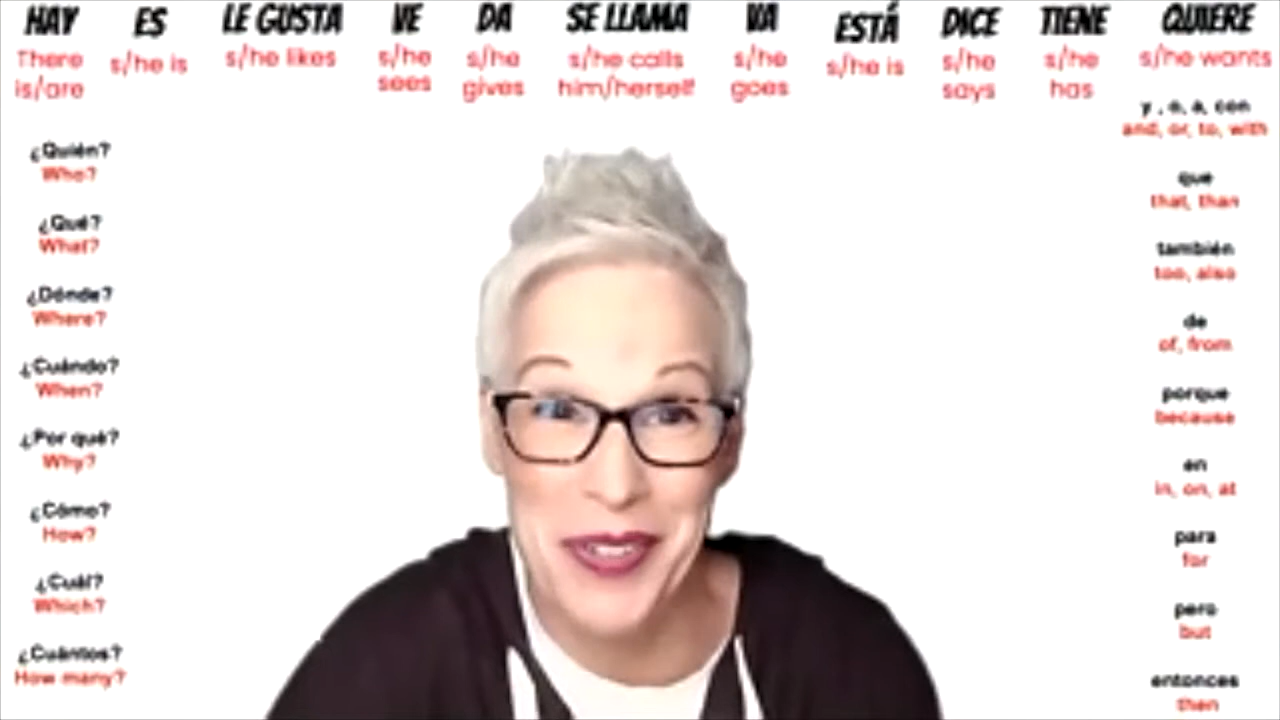 HAY ES LE GUSTA VE DA SE LLAMA VA ESTÁ DICE TIENE QUIERE
There s/he is s/he likes s/he s/he s/he calls s/he s/he is s/he s/he s/he wants
is/are sees gives him/herself goes says has
y , o, a, con
and, or, to, with
¿Quién?
Who?
¿Qué?
What?
¿Dónde?
Where?
¿Cuándo?
When?
¿Por qué?
Why?
¿Cómo?
How?
¿Cuál?
Which?
¿Cuántos?
How many?
que
that, than
también
too, also
de
of, from
porque
because
en
in, on, at
para
for
pero
but
entonces
then